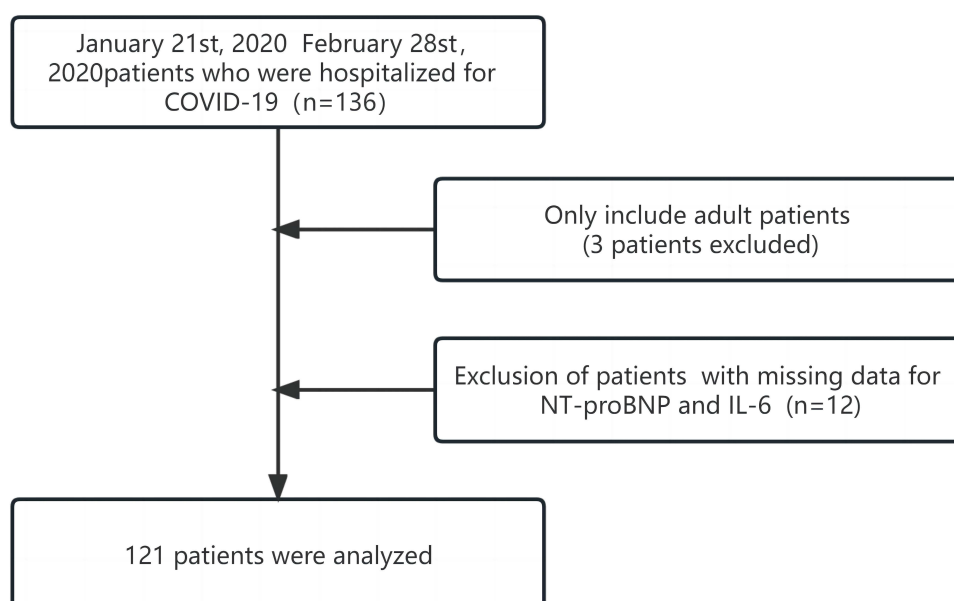 January 21st, 2020  February 28st,
2020patients who were hospitalized for
COVID-19  (n=136)
Only include adult patients
(3 patients excluded)
Exclusion of patients  with missing data for
NT-proBNP and IL-6  (n=12)
121 patients were analyzed